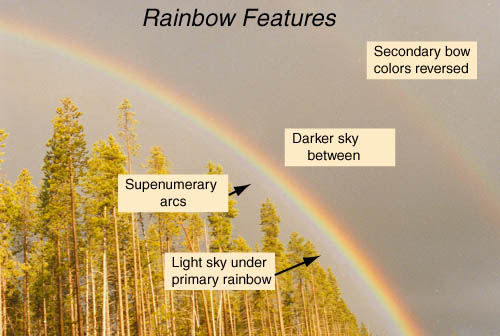 Rainbow Features
Secondary bow
colors reversed
Darker sky
between
Supenumerary
arcs
Light sky under
primary rainbow